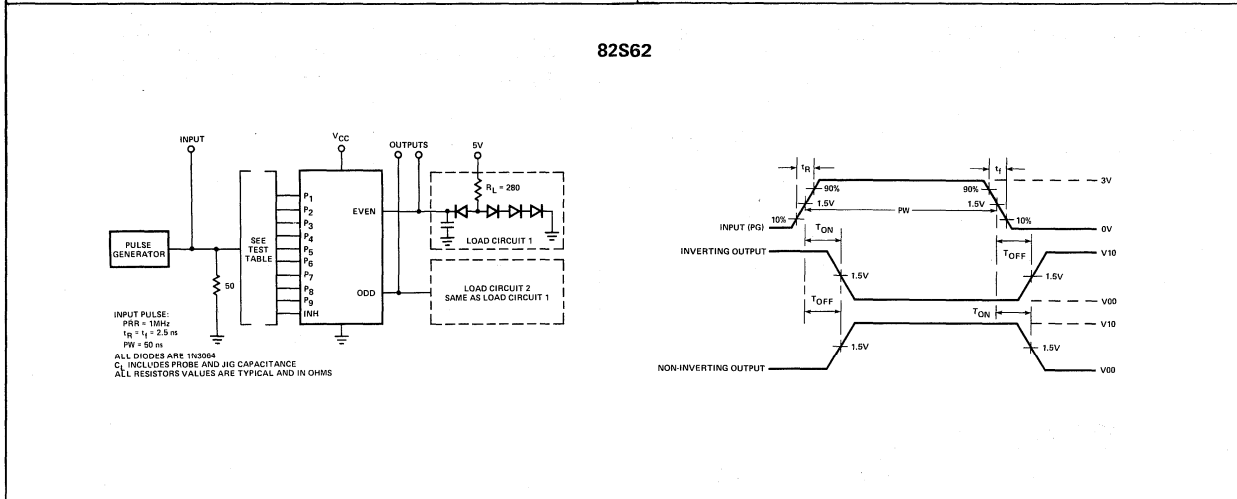 82S62
INPUT
VCC
OUTPUTS
5V
RL = 280
P1
P2
P3
P4
P5
P6
P7
P8
P9
INH
EVEN
ODD
SEE
TEST
TABLE
PULSE
GENERATOR
50
LOAD CIRCUIT 1
LOAD CIRCUIT 2
SAME AS LOAD CIRCUIT 1
INPUT PULSE:
PRR = 1MHz
tR = tf = 2.5 ns
PW = 50 ns
ALL DIODES ARE 1N3064
CL INCLUDES PROBE AND JIG CAPACITANCE
ALL RESISTORS VALUES ARE TYPICAL AND IN OHMS
tR
tf
3V
90%
90%
1.5V
PW
1.5V
10%
10%
INPUT (PG)
0V
TON
TOFF
INVERTING OUTPUT
V10
1.5V
1.5V
V00
TOFF
TON
V10
1.5V
1.5V
NON-INVERTING OUTPUT
V00